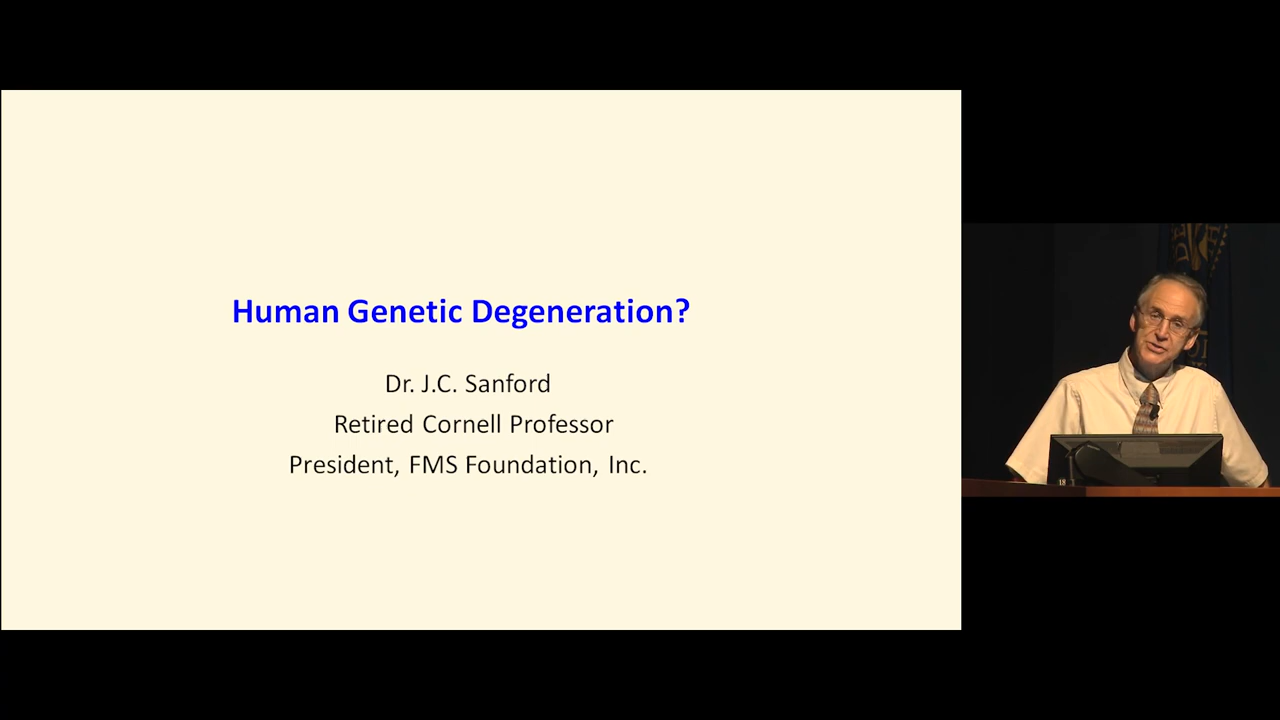 Human Genetic Degeneration?
Dr. J.C. Sanford
Retired Cornell Professor
President, FMS Foundation, Inc.